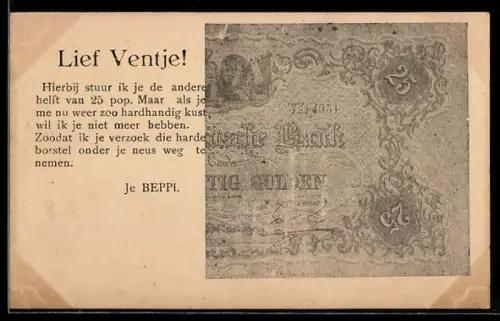 Lief Ventje!
Hierbij stuur ik je de andere
helft van 25 pop. Maar als je
me nu weer zoo hardhandig kust
wil ik je niet meer hebben.
Zoodat ik je verzoek die harde
borstel onder je neus weg te
nemen.
Je BEPPI.
25
sche Bank
TIG GULDEN
25